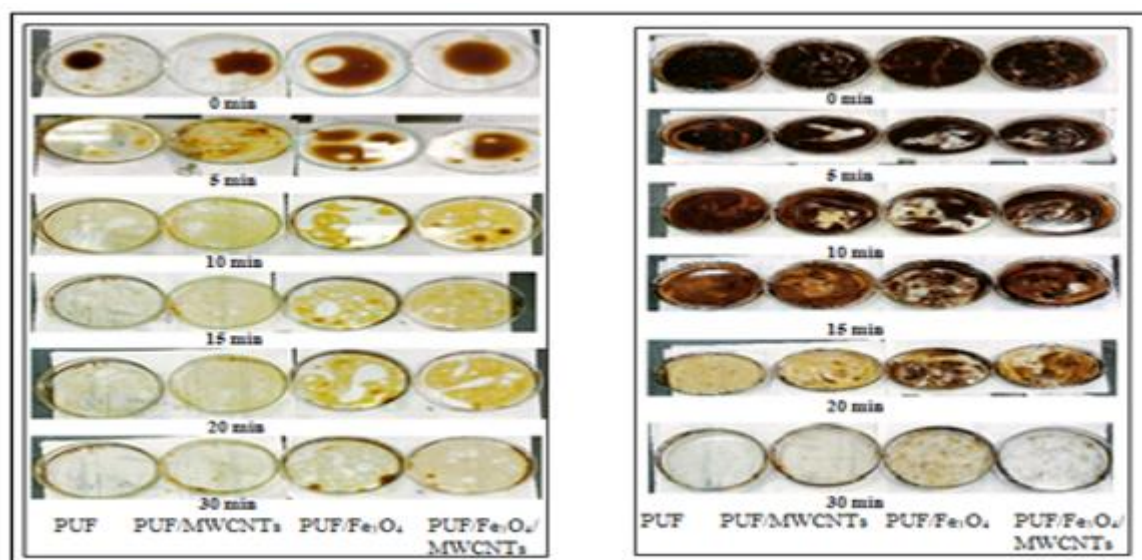 0 min
5 min
10 min
15 min
20 min
30 min
PUF PUF/MWCNTs PUF/Fe₃O₄ PUF/Fe₃O₄/
MWCNTs
0 min
5 min
10 min
15 min
20 min
30 min
PUF PUF/MWCNTs PUF/Fe₃O₄ PUF/Fe₃O₄/
MWCNTs